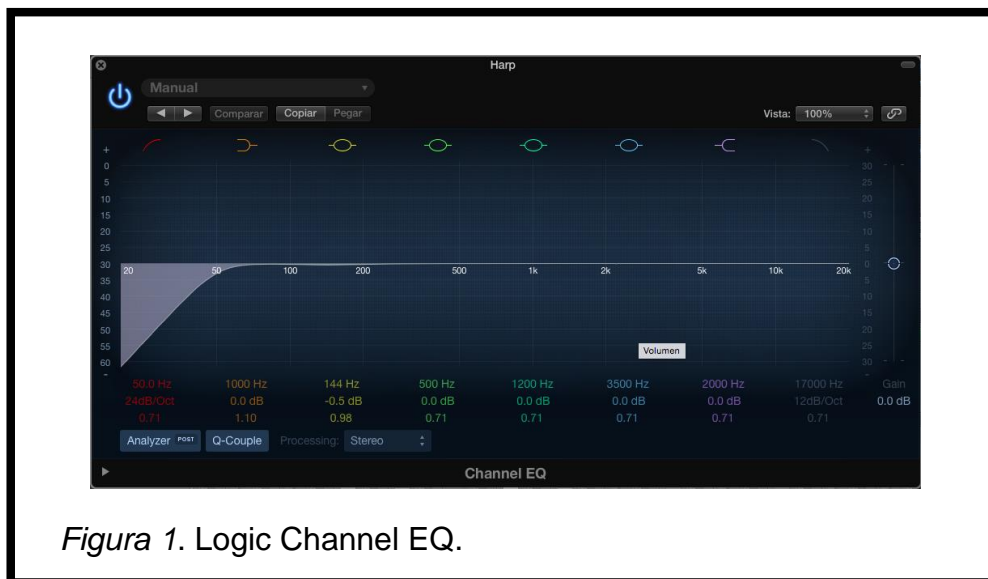 Harp
Manual
Comparar Copiar Pegar Vista: 100%
+ +
0 30
5 25
10 20
15 15
20 10
25 5
30 20 50 100 200 500 1k 2k 5k 10k 20k 0
35 5
40 10
45 15
50 20
55 Volumen 25
60 30
- -
50.0 Hz 1000 Hz 144 Hz 500 Hz 1200 Hz 3500 Hz 2000 Hz 17000 Hz Gain
24dB/Oct 0.0 dB -0.5 dB 0.0 dB 0.0 dB 0.0 dB 0.0 dB 12dB/Oct 0.0 dB
0.71 1.10 0.98 0.71 0.71 0.71 0.71 0.71
Analyzer POST Q-Couple Processing: Stereo
Channel EQ
Figura 1. Logic Channel EQ.